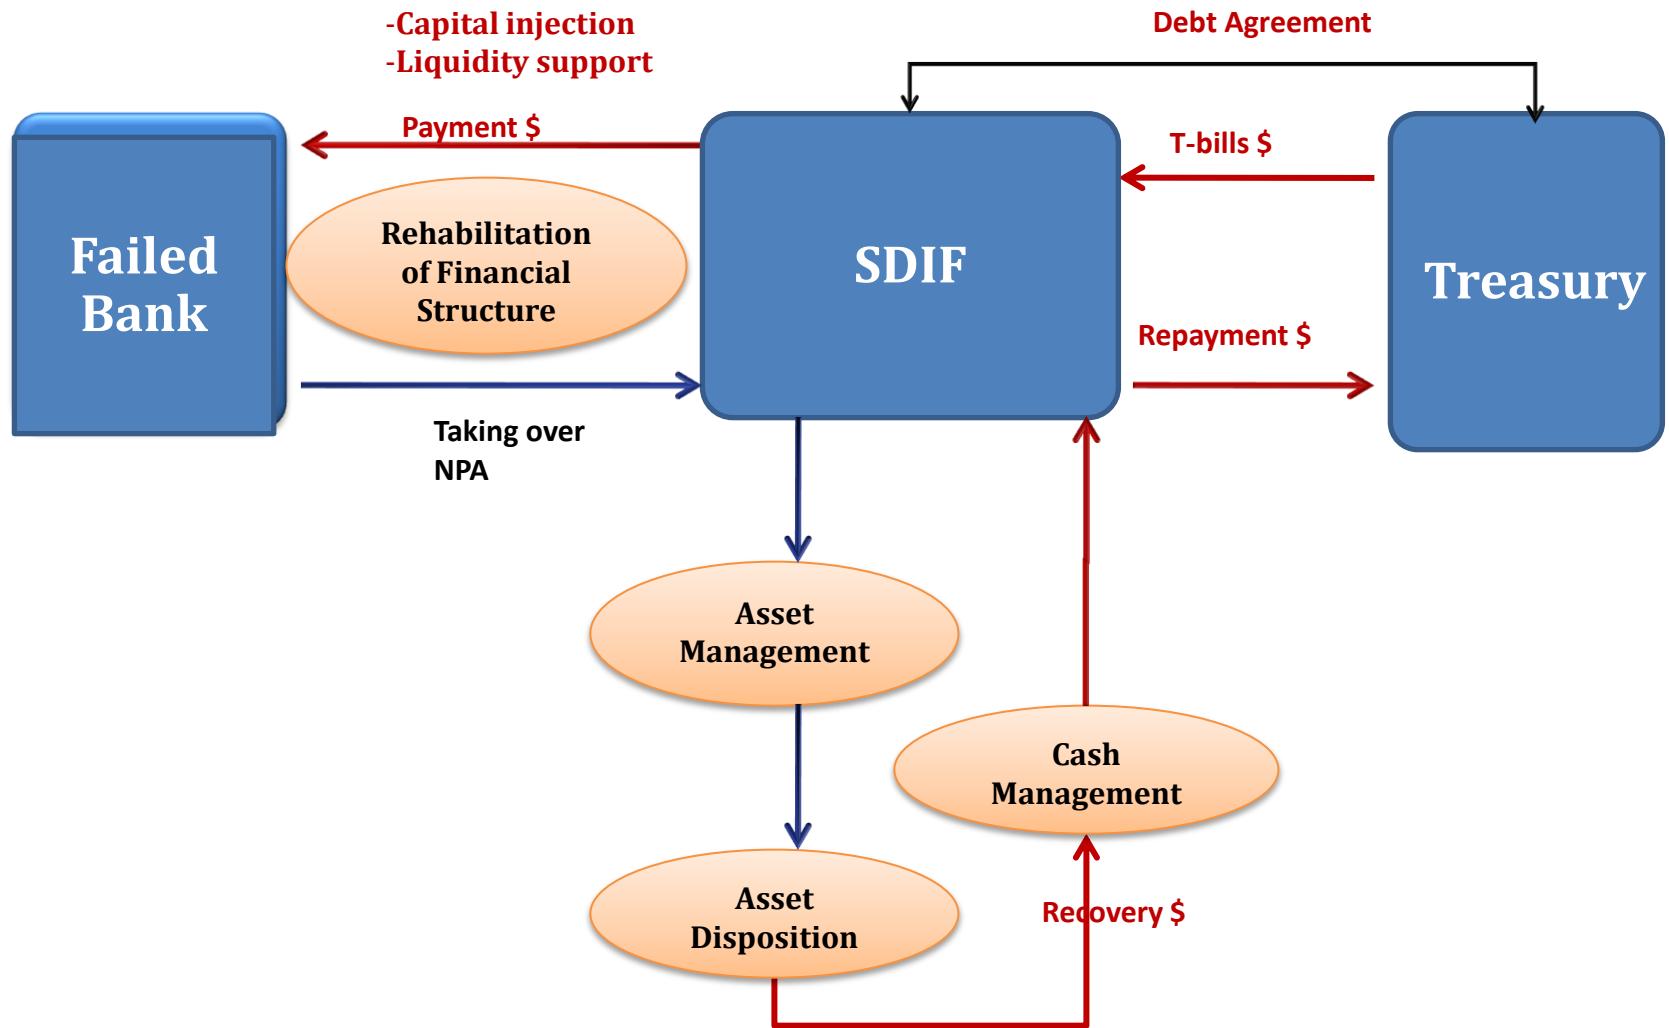 -Capital injection
-Liquidity support
Debt Agreement
Payment $
T-bills $
Failed
Bank
Rehabilitation
of Financial
Structure
SDIF
Treasury
Repayment $
Taking over
NPA
Asset
Management
Cash
Management
Asset
Disposition
Recovery $